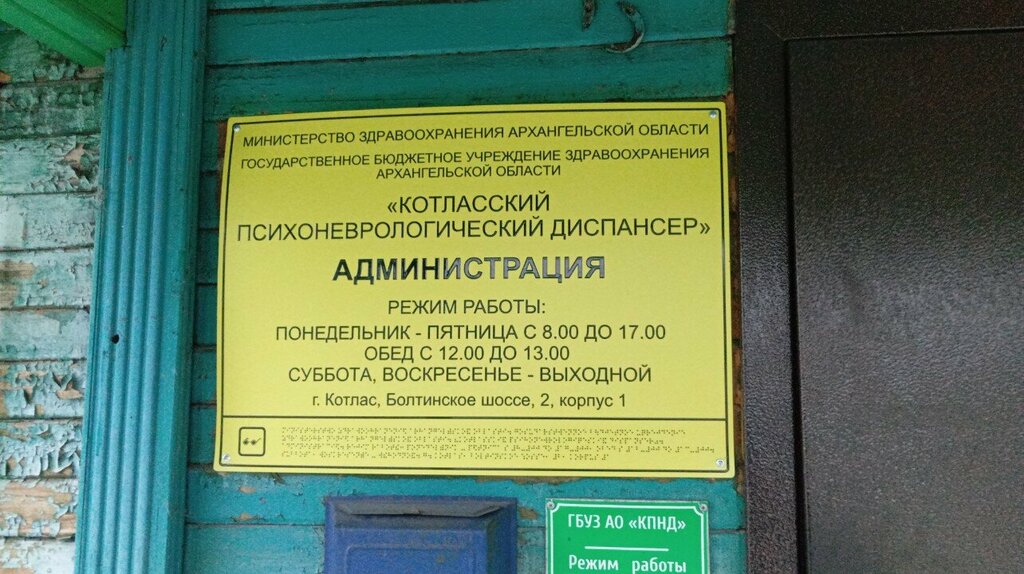 МИНИСТЕРСТВО ЗДРАВООХРАНЕНИЯ АРХАНГЕЛЬСКОЙ ОБЛАСТИ
ГОСУДАРСТВЕННОЕ БЮДЖЕТНОЕ УЧРЕЖДЕНИЕ ЗДРАВООХРАНЕНИЯ
АРХАНГЕЛЬСКОЙ ОБЛАСТИ
«КОТЛАССКИЙ
ПСИХОНЕВРОЛОГИЧЕСКИЙ ДИСПАНСЕР»
АДМИНИСТРАЦИЯ
РЕЖИМ РАБОТЫ:
ПОНЕДЕЛЬНИК - ПЯТНИЦА С 8.00 ДО 17.00
ОБЕД С 12.00 ДО 13.00
СУББОТА, ВОСКРЕСЕНЬЕ - ВЫХОДНОЙ
г. Котлас, Болтинское шоссе, 2, корпус 1
ГБУЗ АО «КПНД»
Режим работы